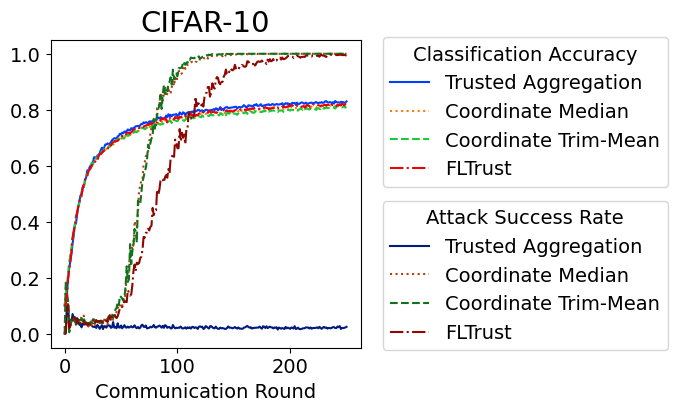 CIFAR-10
1.0
0.8
0.6
0.4
0.2
0.0
0
100
200
Communication Round
Classification Accuracy
Trusted Aggregation
Coordinate Median
Coordinate Trim-Mean
FLTrust
Attack Success Rate
Trusted Aggregation
Coordinate Median
Coordinate Trim-Mean
FLTrust